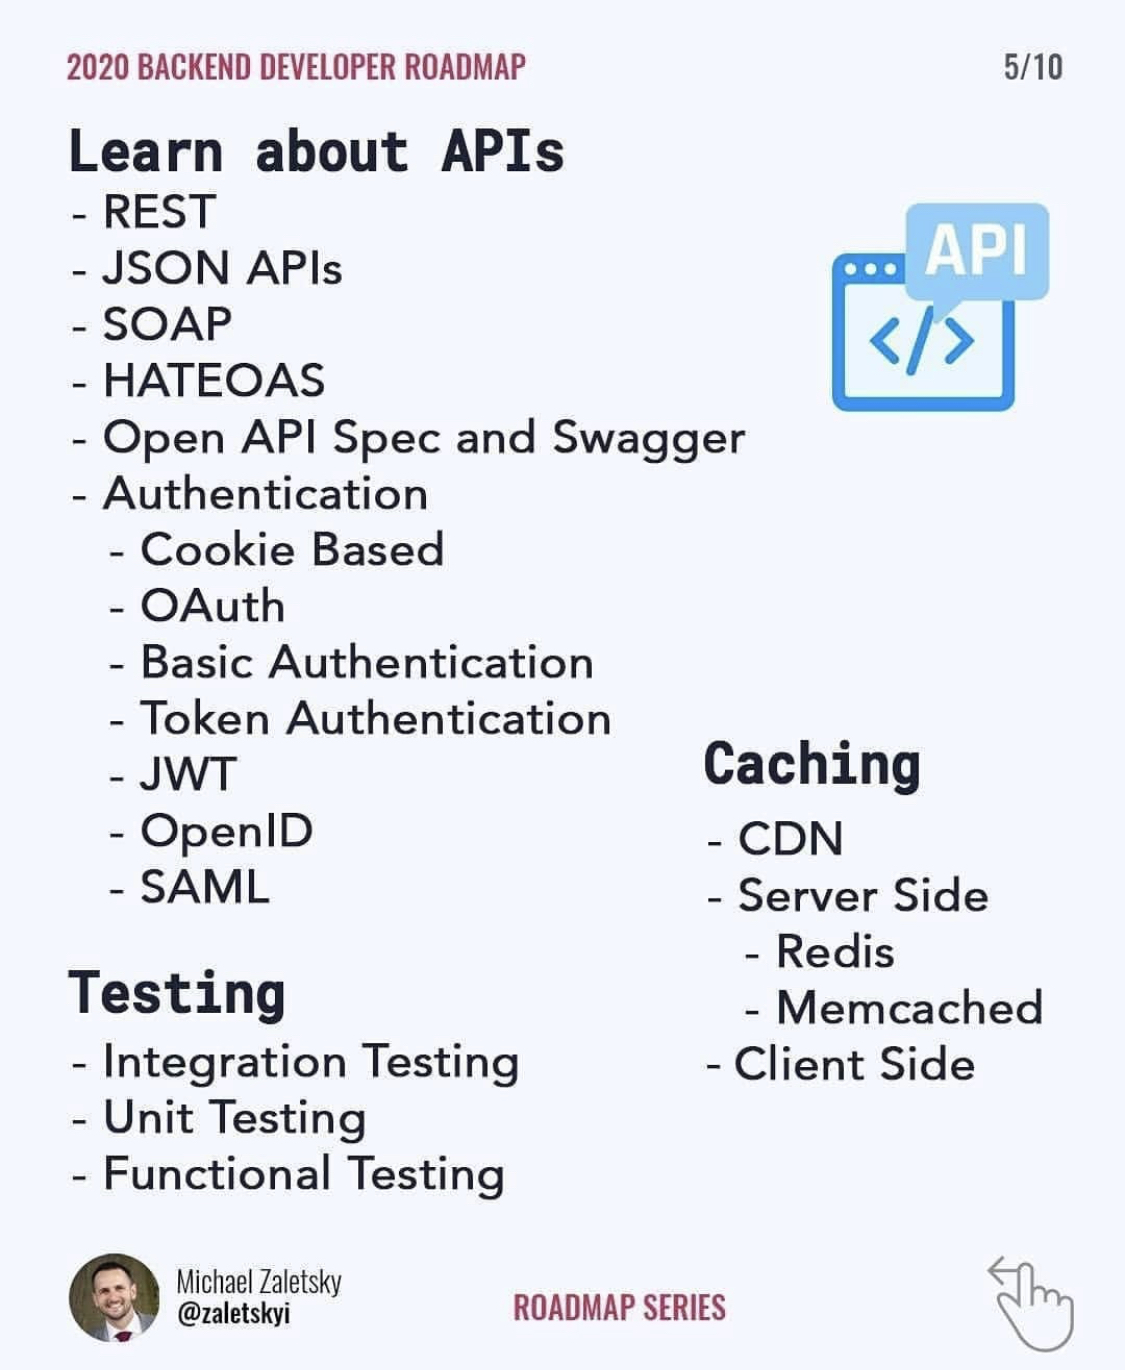 2020 BACKEND DEVELOPER ROADMAP
5/10
Learn about APIs
- REST
- JSON APIs
- SOAP
- HATEOAS
- Open API Spec and Swagger
- Authentication
- Cookie Based
- OAuth
- Basic Authentication
- Token Authentication
- JWT
- OpenID
- SAML
API
</>
Caching
- CDN
- Server Side
- Redis
- Memcached
- Client Side
Testing
- Integration Testing
- Unit Testing
- Functional Testing
Michael Zaletsky
@zaletskyi
ROADMAP SERIES